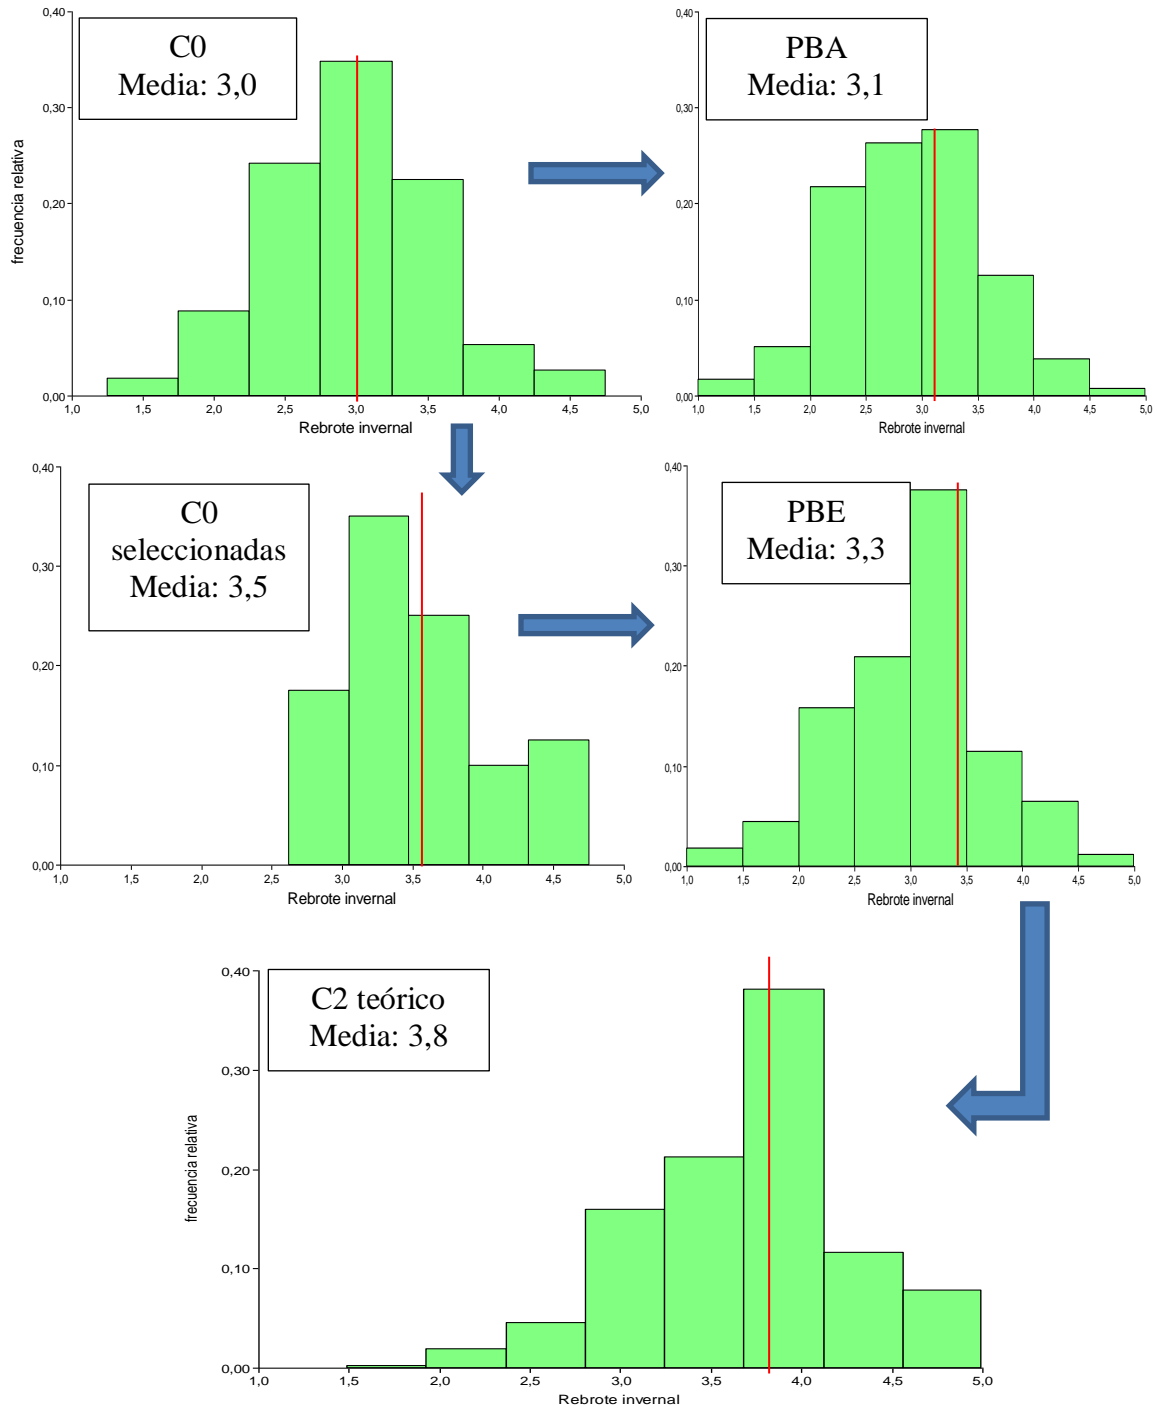 C0
Media: 3,0
frecuencia relativa
0,40
0,30
0,20
0,10
0,00
1,0 1,5 2,0 2,5 3,0 3,5 4,0 4,5 5,0
Rebrote invernal
PBA
Media: 3,1
0,40
0,30
0,20
0,10
0,00
1,0 1,5 2,0 2,5 3,0 3,5 4,0 4,5 5,0
Rebrote invernal
C0
seleccionadas
Media: 3,5
0,40
0,30
0,20
0,10
0,00
1,0 1,5 2,0 2,5 3,0 3,5 4,0 4,5 5,0
Rebrote invernal
PBE
Media: 3,3
0,40
0,30
0,20
0,10
0,00
1,0 1,5 2,0 2,5 3,0 3,5 4,0 4,5 5,0
Rebrote invernal
C2 teórico
Media: 3,8
frecuencia relativa
0,40
0,30
0,20
0,10
0,00
1,0 1,5 2,0 2,5 3,0 3,5 4,0 4,5 5,0
Rebrote invernal